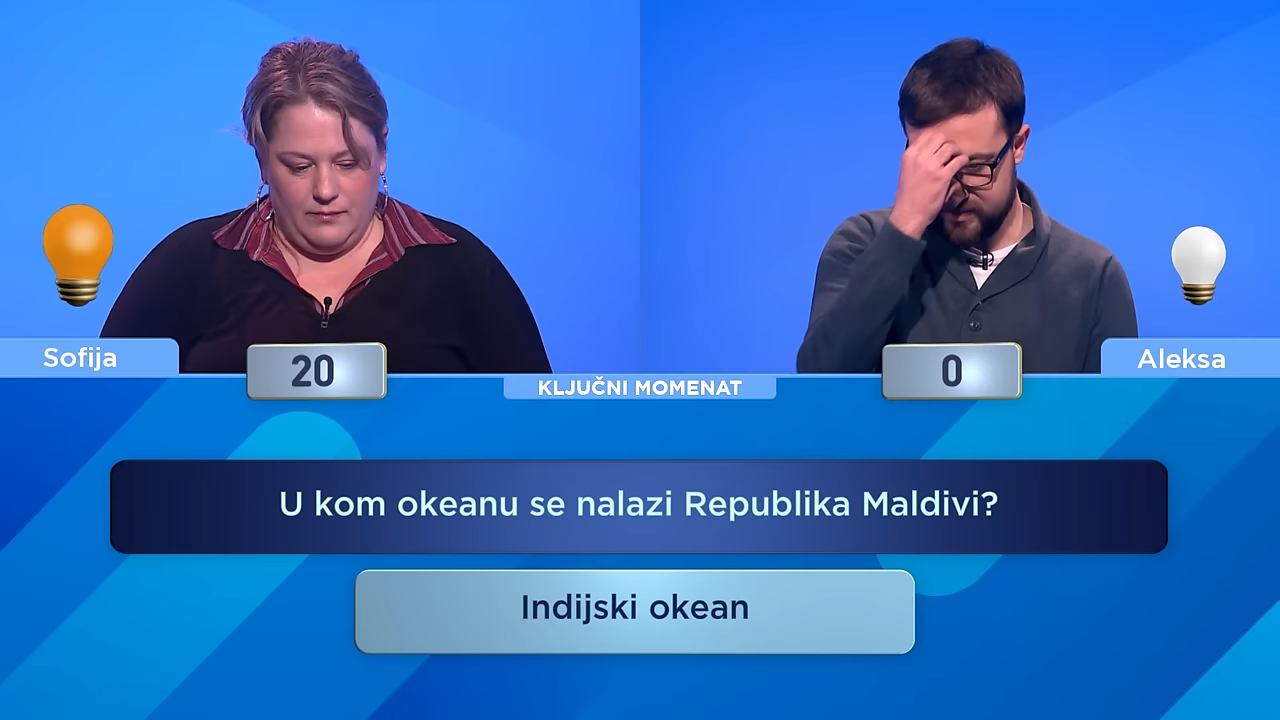 Sofija
20
KLJUČNI MOMENAT
0
Aleksa
U kom okeanu se nalazi Republika Maldivi?
Indijski okean